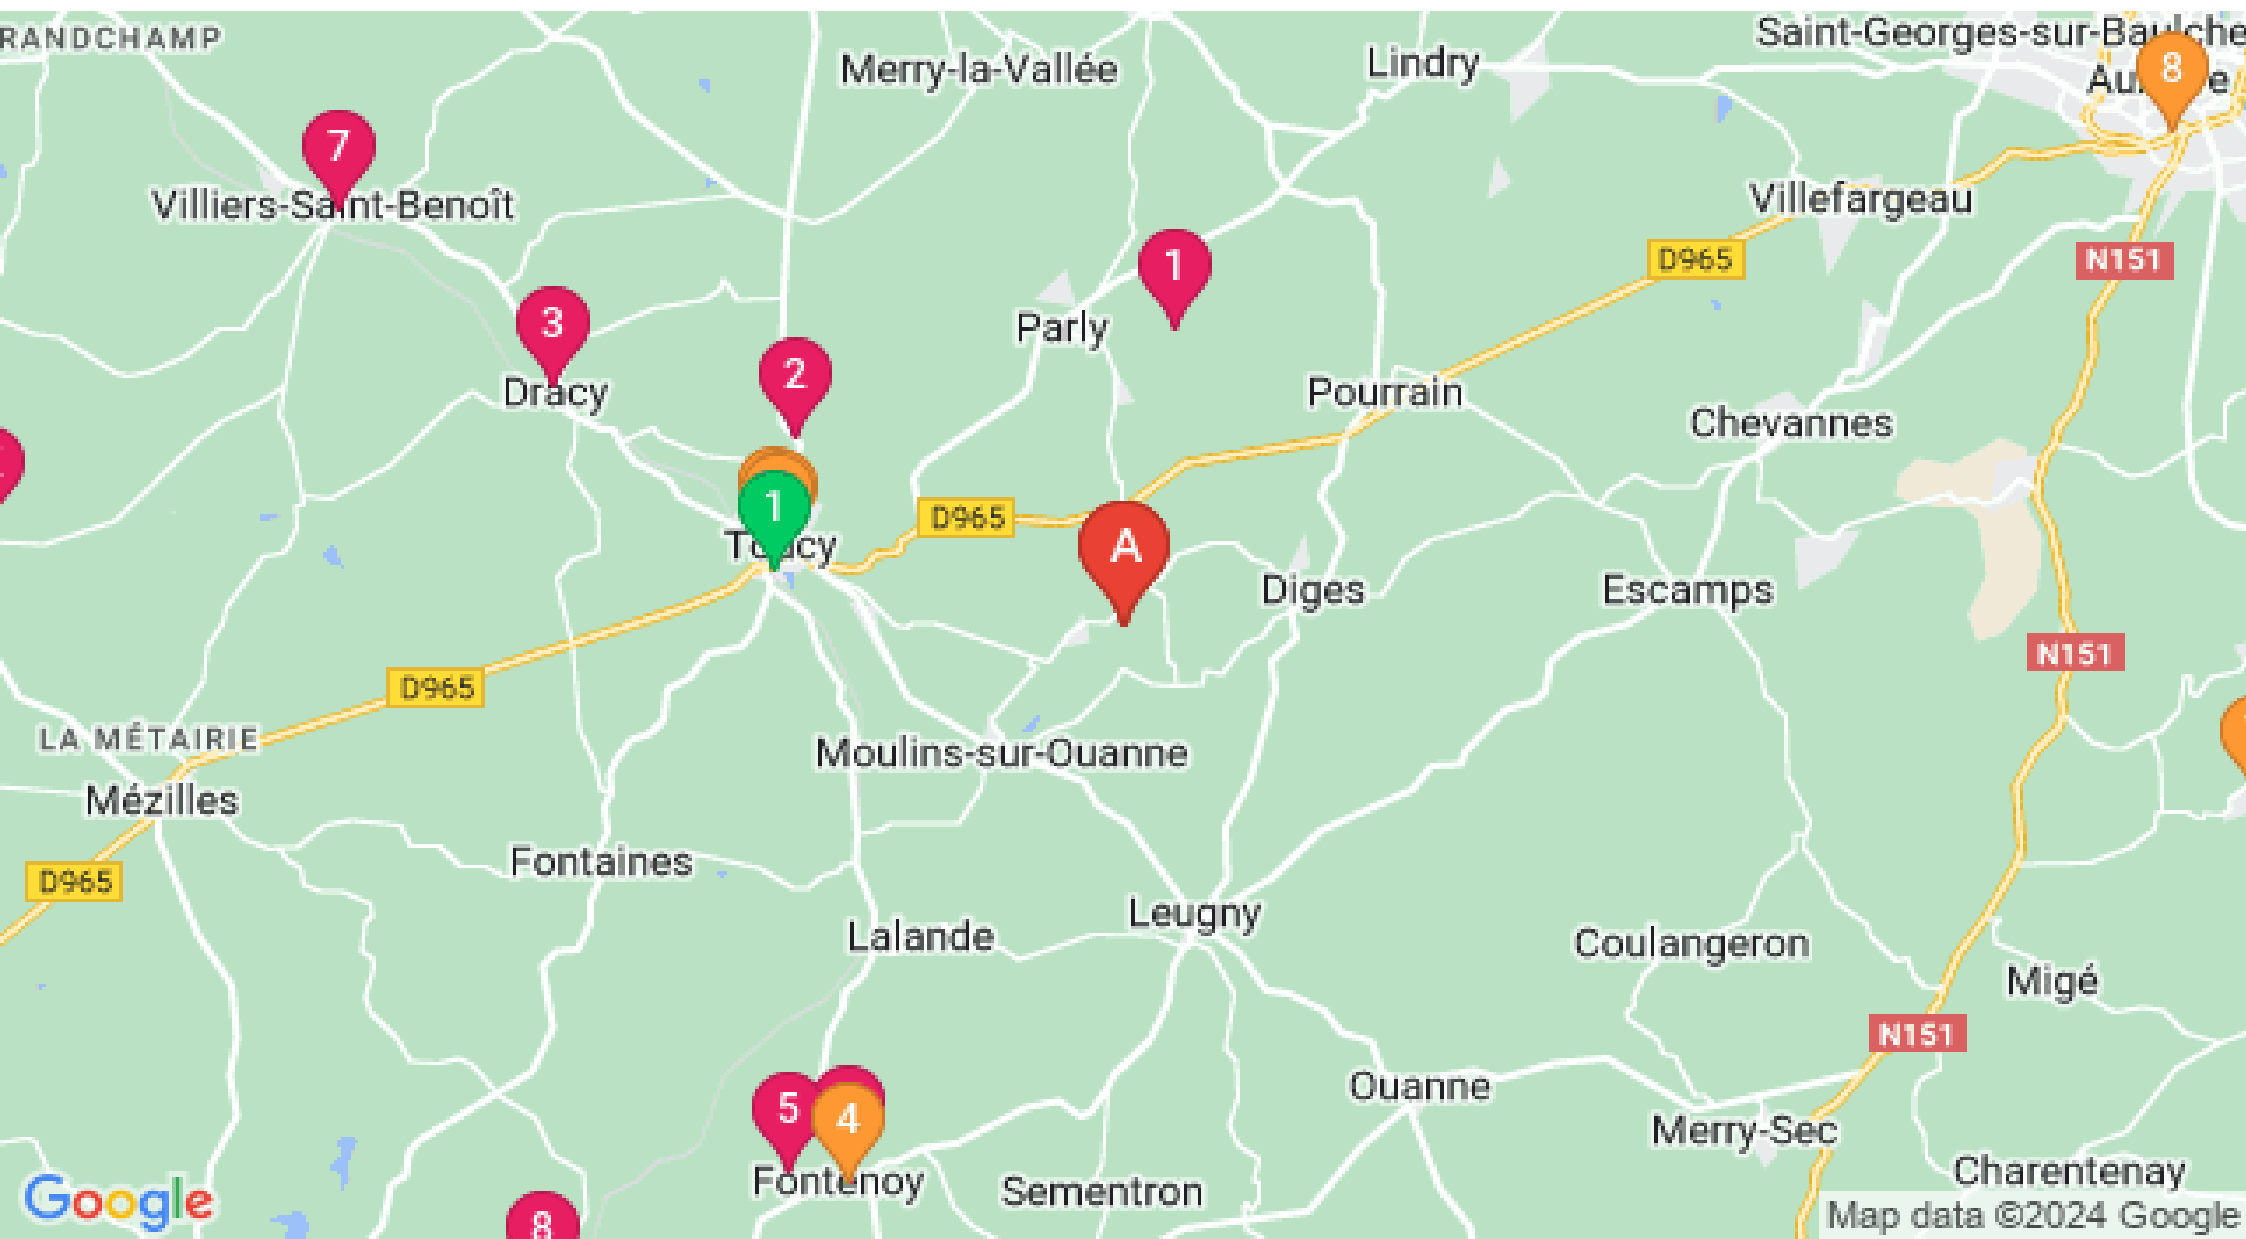 RANDCHAMP
Saint-Georges-sur-Baulche
Merry-la-Vallée
Lindry
8
7
Villiers-Saint-Benoît
Villefargeau
D965
N151
1
3
Parly
2
Dracy
Pourrain
Chevannes
1
D965
A
Toucy
Diges
Escamps
N151
D965
LA MÉTAIRIE
Moulins-sur-Ouanne
Mézilles
Fontaines
D965
Leugny
Lalande
Coulangeron
Migé
N151
Ouanne
5
4
Merry-Sec
Charentenay
Fontenoy
Sementron
Google
8
Map data ©2024 Google